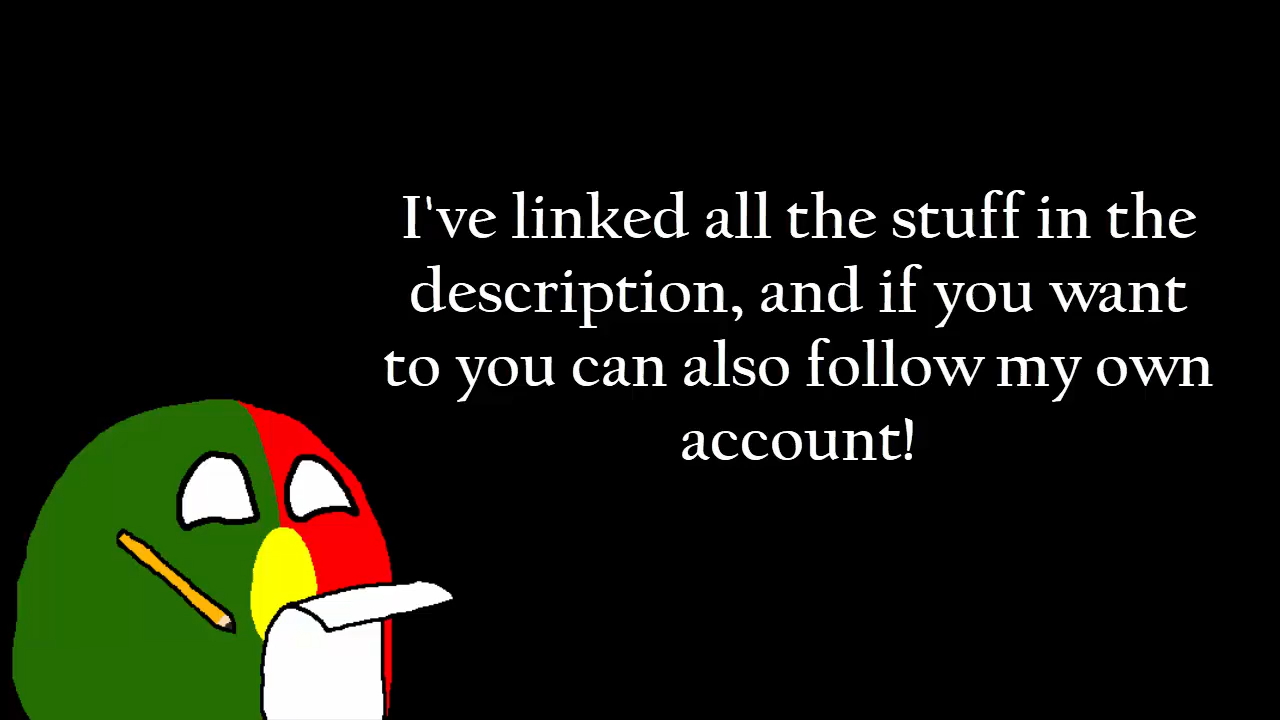 I've linked all the stuff in the
description, and if you want
to you can also follow my own
account!